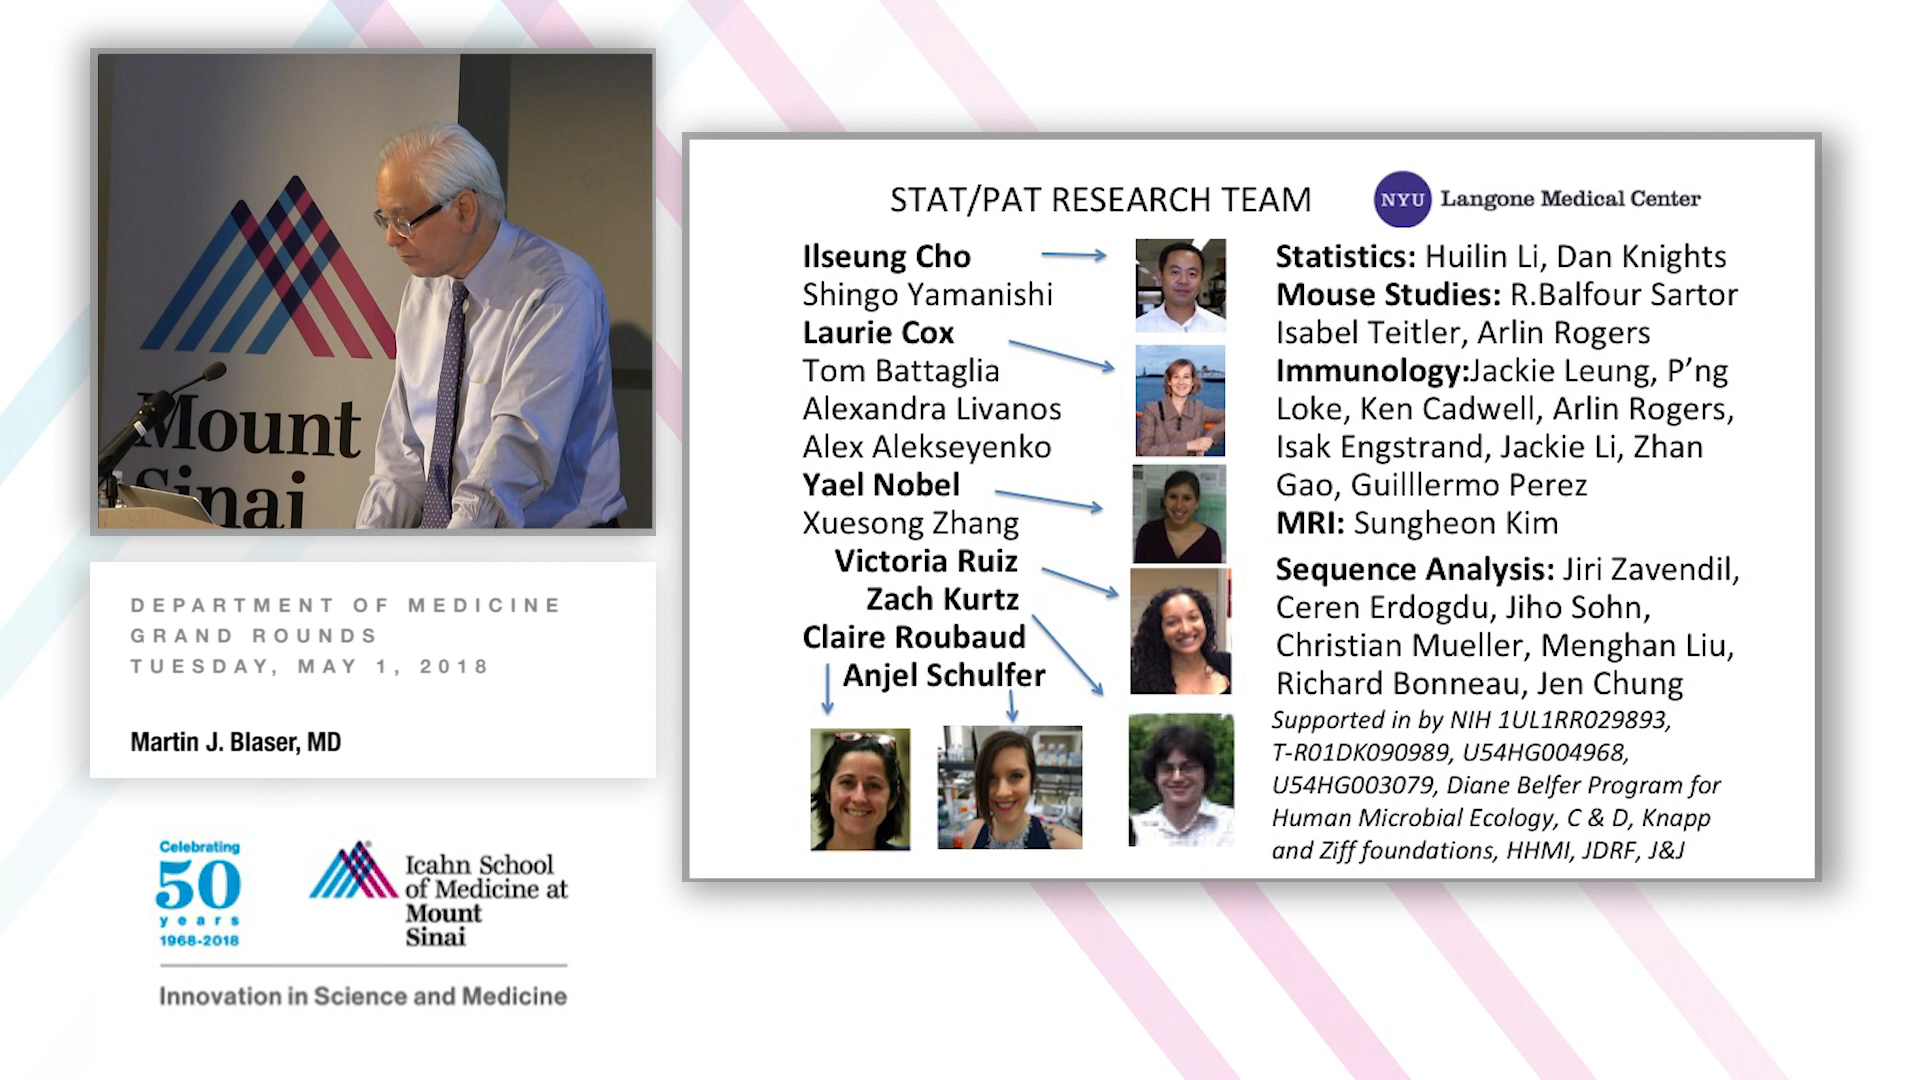 Mount
Sinai
DEPARTMENT OF MEDICINE
GRAND ROUNDS
TUESDAY, MAY 1, 2018
Martin J. Blaser, MD
Celebrating
50
years
1968-2018
Icahn School
of Medicine at
Mount
Sinai
Innovation in Science and Medicine
STAT/PAT RESEARCH TEAM
NYU Langone Medical Center
Ilseung Cho
Shingo Yamanishi
Laurie Cox
Tom Battaglia
Alexandra Livanos
Alex Alekseyenko
Yael Nobel
Xuesong Zhang
Victoria Ruiz
Zach Kurtz
Claire Roubaud
Anjel Schulfer
Statistics: Huilin Li, Dan Knights
Mouse Studies: R.Balfour Sartor
Isabel Teitler, Arlin Rogers
Immunology:Jackie Leung, P’ng
Loke, Ken Cadwell, Arlin Rogers,
Isak Engstrand, Jackie Li, Zhan
Gao, Guilllermo Perez
MRI: Sungheon Kim
Sequence Analysis: Jiri Zavendil,
Ceren Erdogdu, Jiho Sohn,
Christian Mueller, Menghan Liu,
Richard Bonneau, Jen Chung
Supported in by NIH 1UL1RR029893,
T-R01DK090989, U54HG004968,
U54HG003079, Diane Belfer Program for
Human Microbial Ecology, C & D, Knapp
and Ziff foundations, HHMI, JDRF, J&J